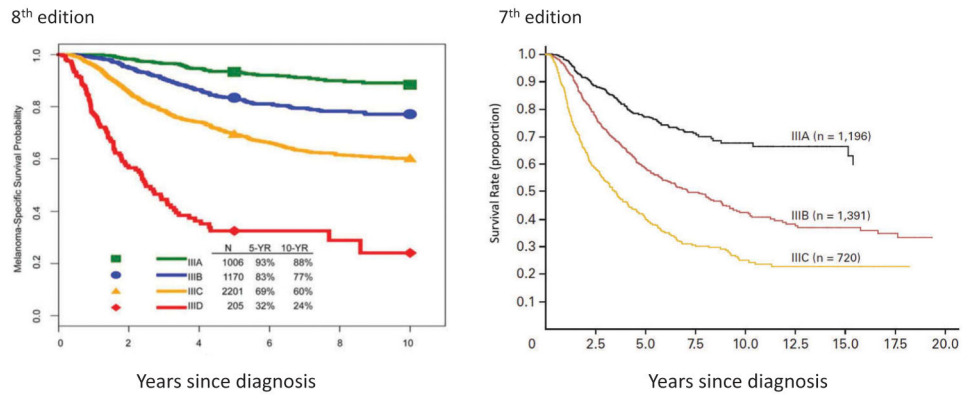 8th edition
7th edition
Melanoma-Specific Survival Probability
1.0
0.8
0.6
0.4
0.2
0.0
N 5-YR 10-YR
IIIA 1006 93% 88%
IIIB 1170 83% 77%
IIIC 2201 69% 60%
IIID 205 32% 24%
0 2 4 6 8 10
Years since diagnosis
Survival Rate (proportion)
1.0
0.9
0.8
0.7
0.6
0.5
0.4
0.3
0.2
0.1
IIIA (n = 1,196)
IIIB (n = 1,391)
IIIC (n = 720)
0 2.5 5.0 7.5 10.0 12.5 15.0 17.5 20.0
Years since diagnosis